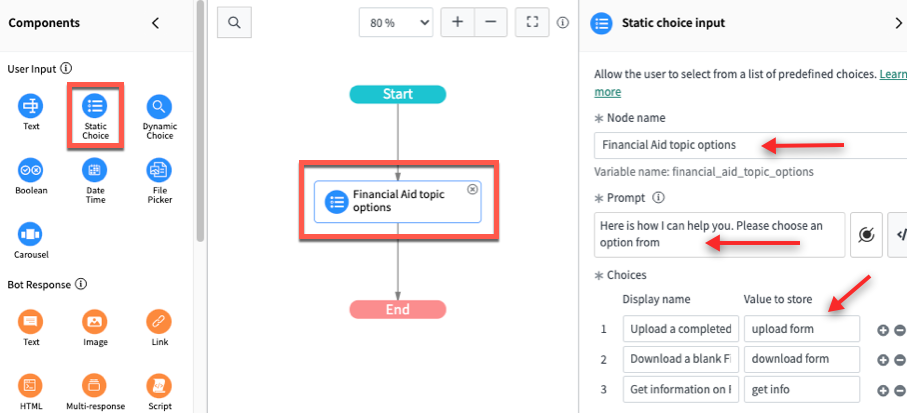 Components
User Input
Text
Static
Choice
Dynamic
Choice
Boolean
Date
Time
File
Picker
Carousel
Bot Response
Text
Image
Link
HTML
Multi-response
Script
80 %
Start
Financial Aid topic
options
End
Static choice input
Allow the user to select from a list of predefined choices. Learn
more
* Node name
Financial Aid topic options
Variable name: financial_aid_topic_options
* Prompt
Here is how I can help you. Please choose an
option from
</
* Choices
Display name Value to store
1 Upload a completed upload form
2 Download a blank Fi download form
3 Get information on F get info